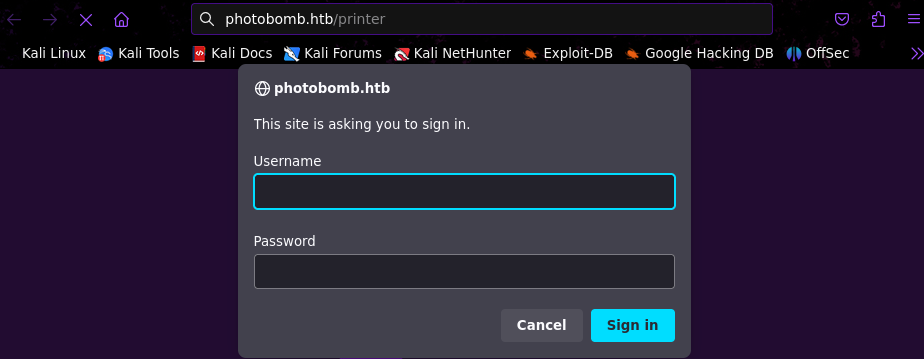 photobomb.htb/printer
Kali Linux Kali Tools Kali Docs Kali Forums Kali NetHunter Exploit-DB Google Hacking DB OffSec
photobomb.htb
This site is asking you to sign in.
Username
Password
Cancel Sign in